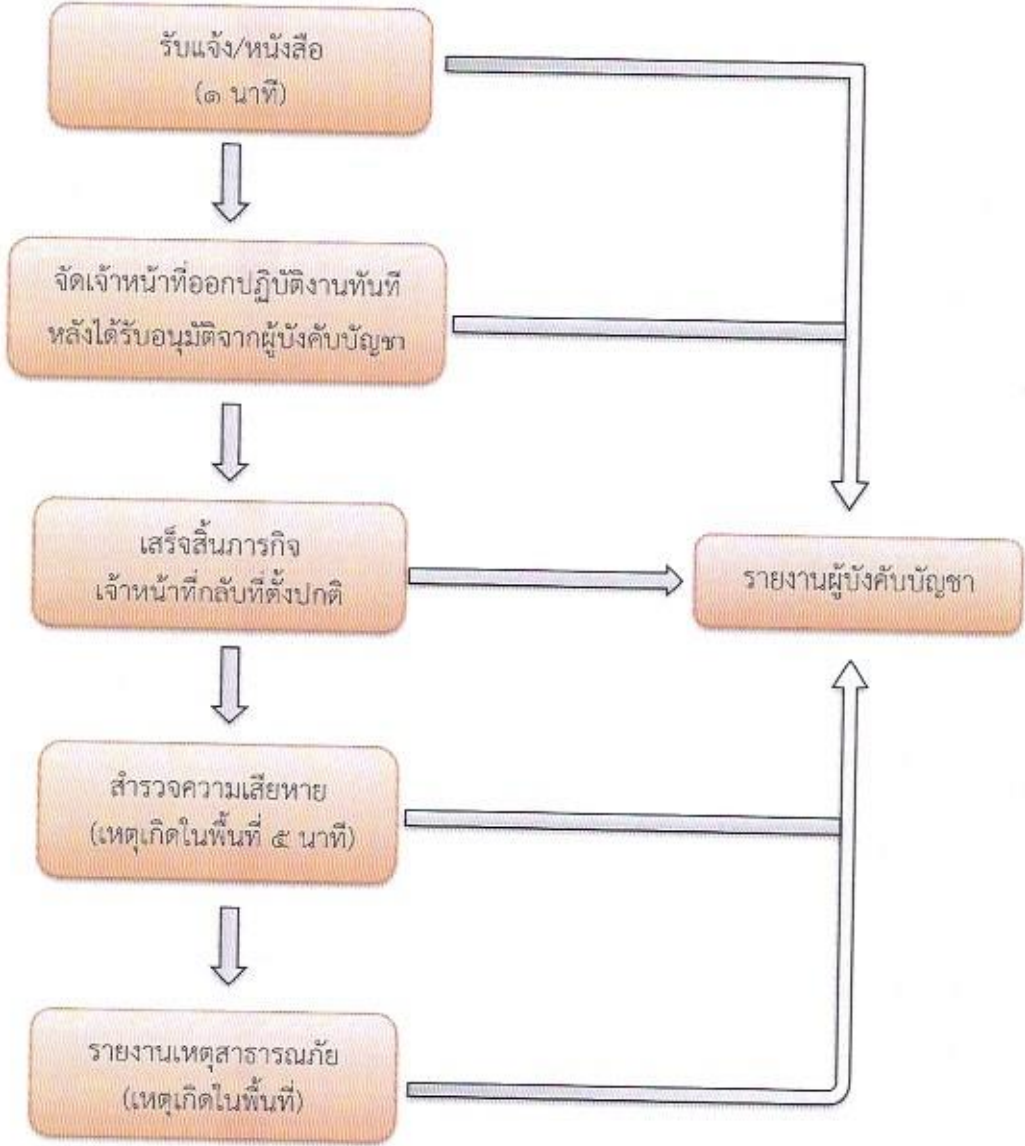 รับแจ้ง/หนังสือ
(๑ นาที)
จัดเจ้าหน้าที่ออกปฏิบัติงานทันที
หลังได้รับอนุมัติจากผู้บังคับบัญชา
เสร็จสิ้นภารกิจ
เจ้าหน้าที่กลับที่ตั้งปกติ
รายงานผู้บังคับบัญชา
สำรวจความเสียหาย
(เหตุเกิดในพื้นที่ ๕ นาที)
รายงานเหตุสาธารณภัย
(เหตุเกิดในพื้นที่)